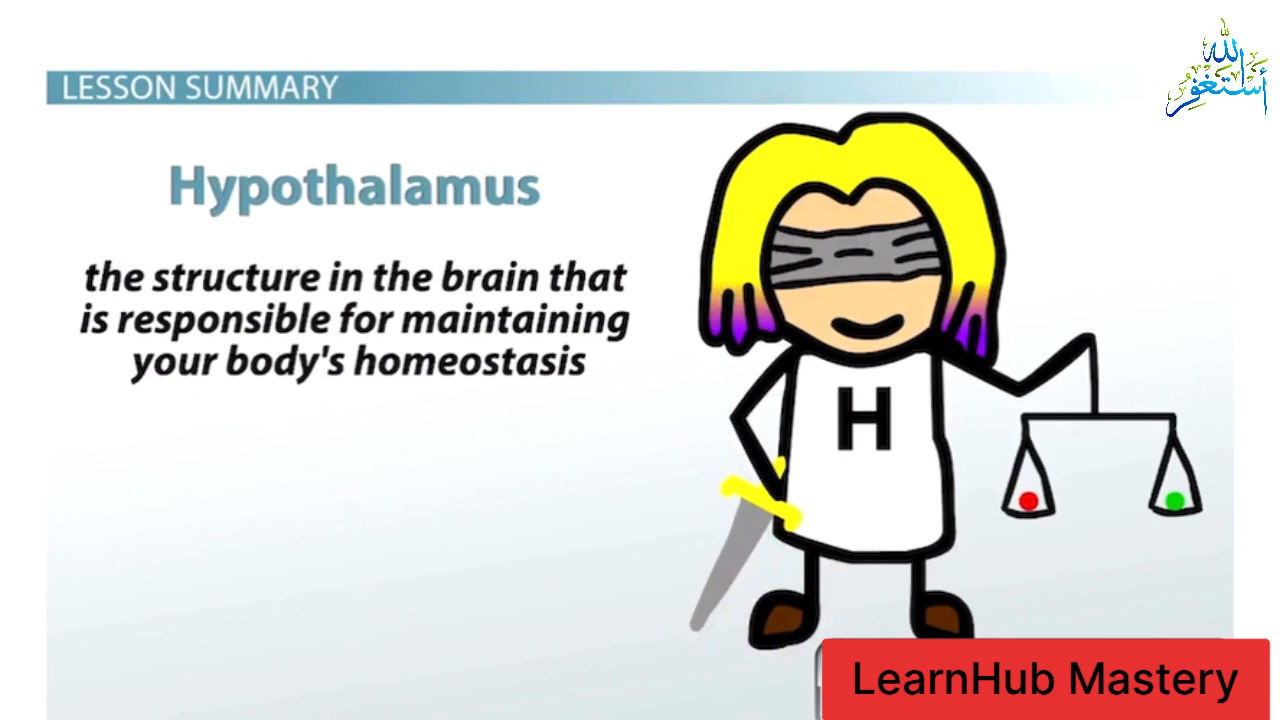 أستغفر الله
LESSON SUMMARY
Hypothalamus
the structure in the brain that
is responsible for maintaining
your body's homeostasis
H
LearnHub Mastery